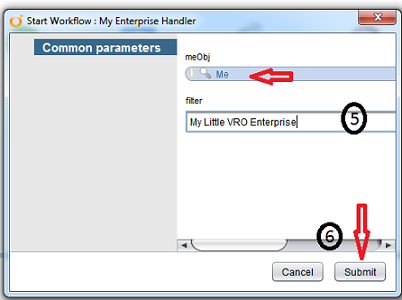 Start Workflow : My Enterprise Handler
Common parameters
meObj
Me
filter
My Little VRO Enterprise
5
6
Cancel
Submit